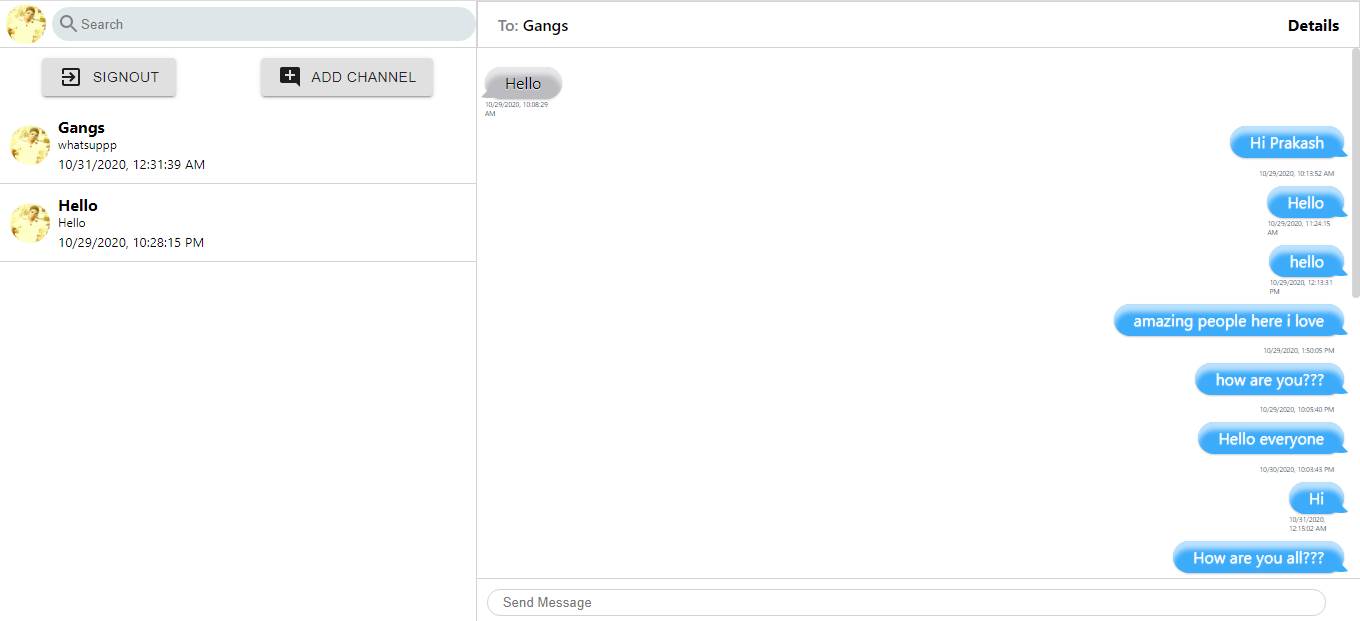 Search
SIGNOUT
ADD CHANNEL
Gangs
whatsuppp
10/31/2020, 12:31:39 AM
Hello
Hello
10/29/2020, 10:28:15 PM
To: Gangs
Details
Hello
10/29/2020, 10:08:29
AM
Hi Prakash
10/29/2020, 10:13:52 AM
Hello
10/29/2020, 11:24:15
AM
hello
10/29/2020, 12:13:31
PM
amazing people here i love
10/29/2020, 1:50:05 PM
how are you???
10/29/2020, 10:05:40 PM
Hello everyone
10/30/2020, 10:03:43 PM
Hi
10/31/2020,
12:15:02 AM
How are you all???
Send Message